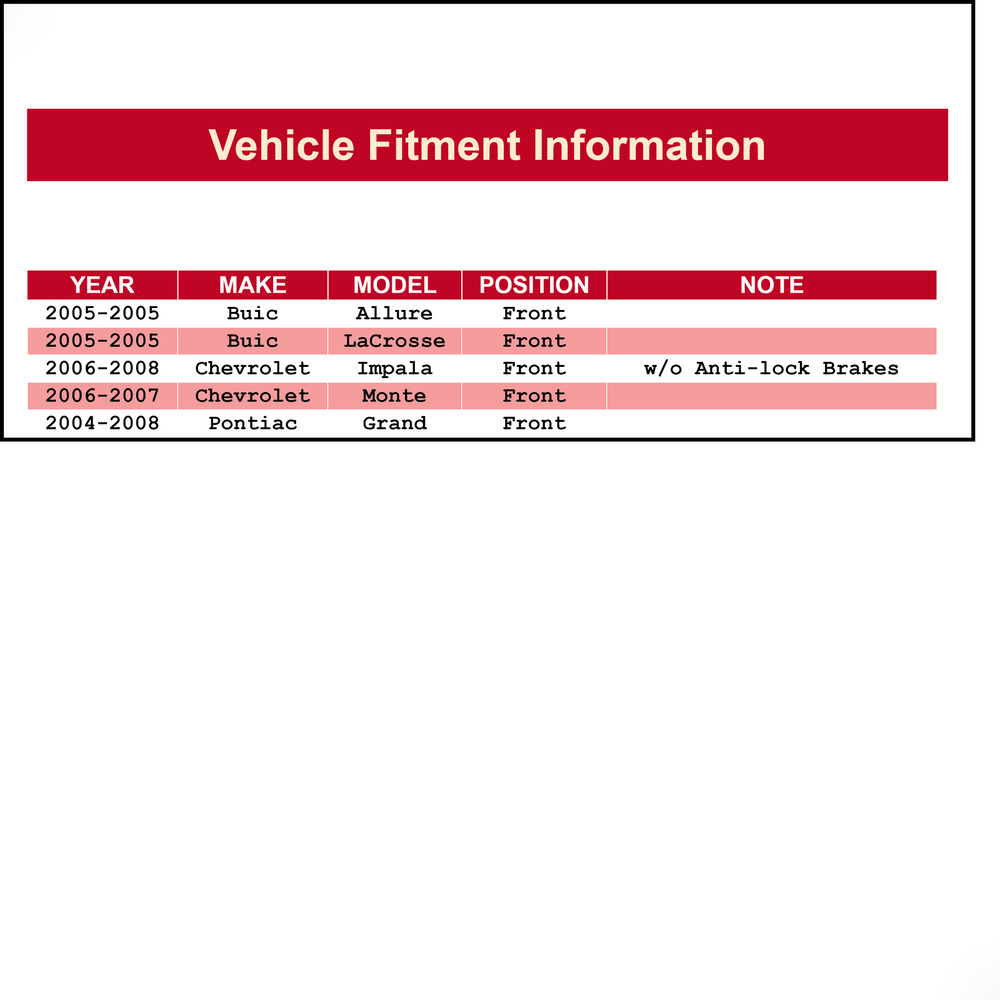 Vehicle Fitment Information
YEAR MAKE MODEL POSITION NOTE
2005-2005 Buic Allure Front
2005-2005 Buic LaCrosse Front
2006-2008 Chevrolet Impala Front w/o Anti-lock Brakes
2006-2007 Chevrolet Monte Front
2004-2008 Pontiac Grand Front